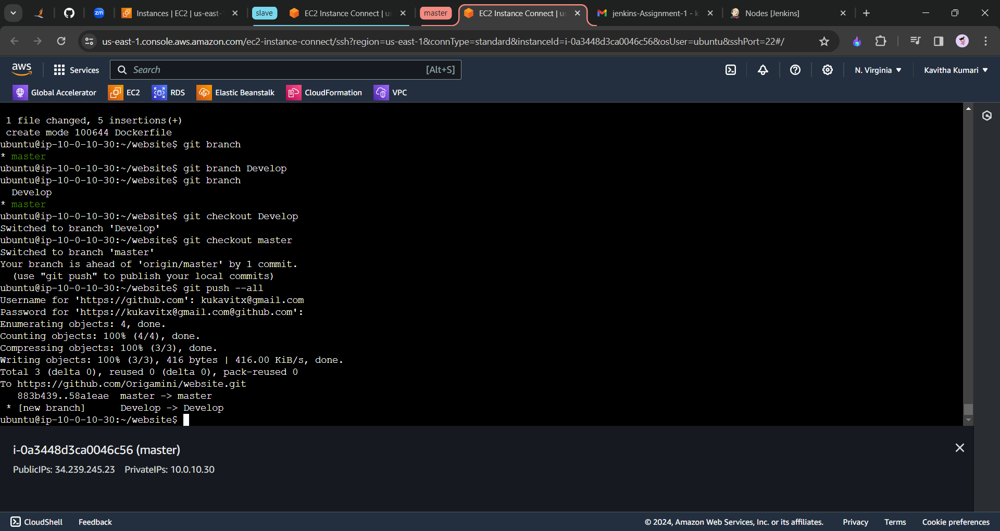 zm
Instances | EC2 | us-east-
slave
EC2 Instance Connect | us
master
EC2 Instance Connect | us
jenkins-Assignment-1 - k
Nodes [Jenkins]
us-east-1.console.aws.amazon.com/ec2-instance-connect/ssh?region=us-east-1&connType=standard&instanceId=i-0a3448d3ca0046c56&osUser=ubuntu&sshPort=22#/
aws
Services
Search
[Alt+S]
N. Virginia
Kavitha Kumari
Global Accelerator
EC2
RDS
Elastic Beanstalk
CloudFormation
VPC
1 file changed, 5 insertions(+)
create mode 100644 Dockerfile
ubuntu@ip-10-0-10-30:~/website$ git branch
* master
ubuntu@ip-10-0-10-30:~/website$ git branch Develop
ubuntu@ip-10-0-10-30:~/website$ git branch
Develop
* master
ubuntu@ip-10-0-10-30:~/website$ git checkout Develop
Switched to branch 'Develop'
ubuntu@ip-10-0-10-30:~/website$ git checkout master
Switched to branch 'master'
Your branch is ahead of 'origin/master' by 1 commit.
(use "git push" to publish your local commits)
ubuntu@ip-10-0-10-30:~/website$ git push --all
Username for 'https://github.com': kukavitx@gmail.com
Password for 'https://kukavitx@gmail.com@github.com':
Enumerating objects: 4, done.
Counting objects: 100% (4/4), done.
Compressing objects: 100% (3/3), done.
Writing objects: 100% (3/3), 416 bytes | 416.00 KiB/s, done.
Total 3 (delta 0), reused 0 (delta 0), pack-reused 0
To https://github.com/Origamini/website.git
883b439..58a1eae  master -> master
* [new branch]      Develop -> Develop
ubuntu@ip-10-0-10-30:~/website$
i-0a3448d3ca0046c56 (master)
PublicIPs: 34.239.245.23 PrivateIPs: 10.0.10.30
CloudShell
Feedback
© 2024, Amazon Web Services, Inc. or its affiliates.
Privacy
Terms
Cookie preferences